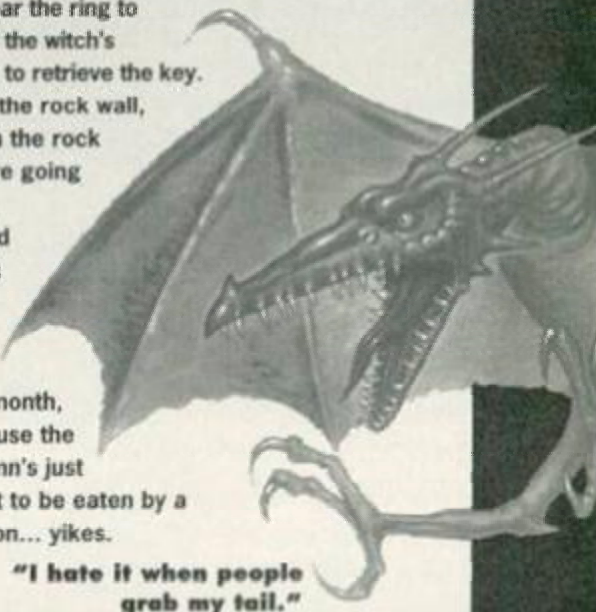 ar the ring to
the witch's
to retrieve the key.
the rock wall,
the rock
e going
d
month,
use the
nn's just
t to be eaten by a
on... yikes.
"I hate it when people
grab my tail."